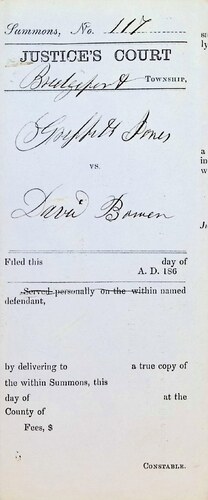 Summons, No. 117
JUSTICE'S COURT
Bridgeport Township,
Jones
vs.
David Bowen
Filed this day of
A. D. 186
Served personally on the within named
defendant,
by delivering to a true copy of
the within Summons, this
day of at the
County of
Fees, $
Constable.